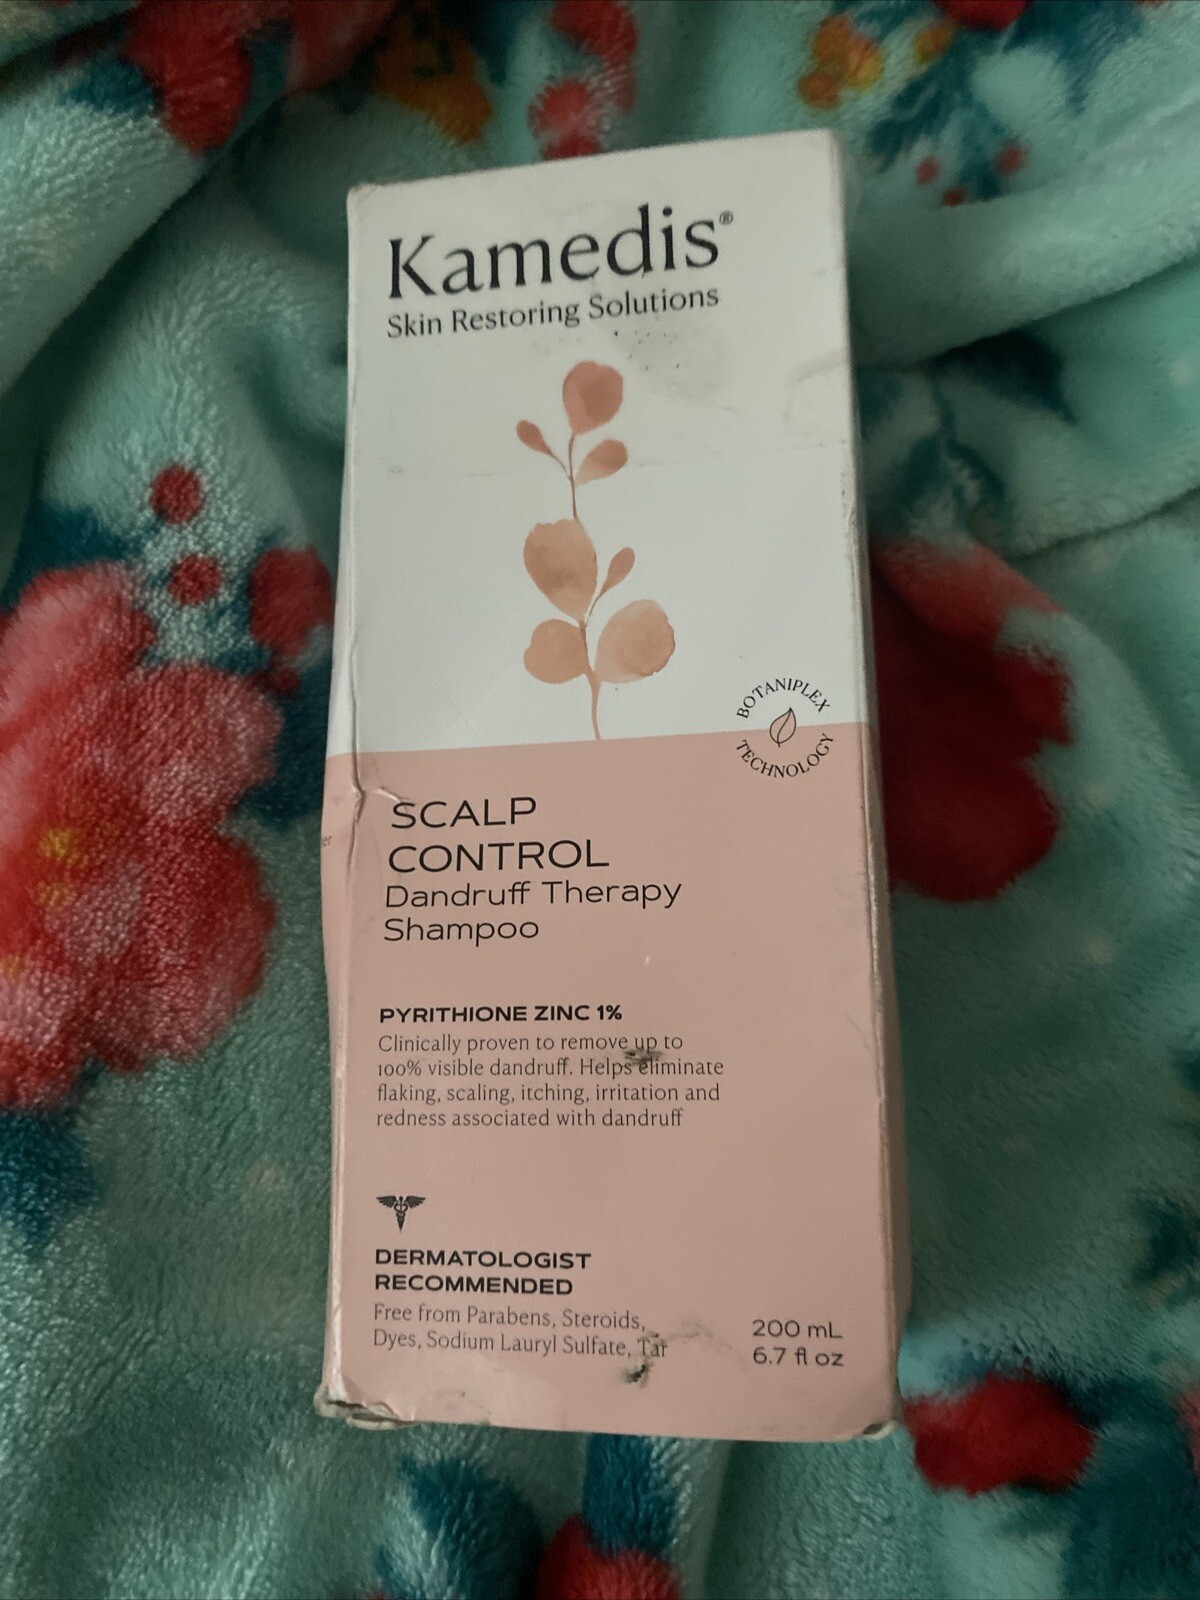 Kamedis®
Skin Restoring Solutions
BOTANIPLEX
TECHNOLOGY
SCALP
CONTROL
Dandruff Therapy
Shampoo
er
PYRITHIONE ZINC 1%
Clinically proven to remove up to
100% visible dandruff. Helps eliminate
flaking, scaling, itching, irritation and
redness associated with dandruff
DERMATOLOGIST
RECOMMENDED
Free from Parabens, Steroids,
Dyes, Sodium Lauryl Sulfate, Tar
200 mL
6.7 fl oz